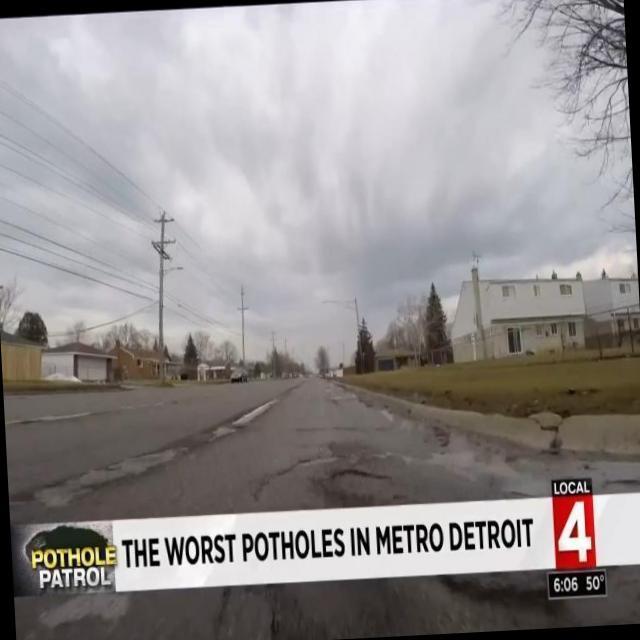 POTHOLE
PATROL
THE WORST POTHOLES IN METRO DETROIT
LOCAL
4
6:06 50°